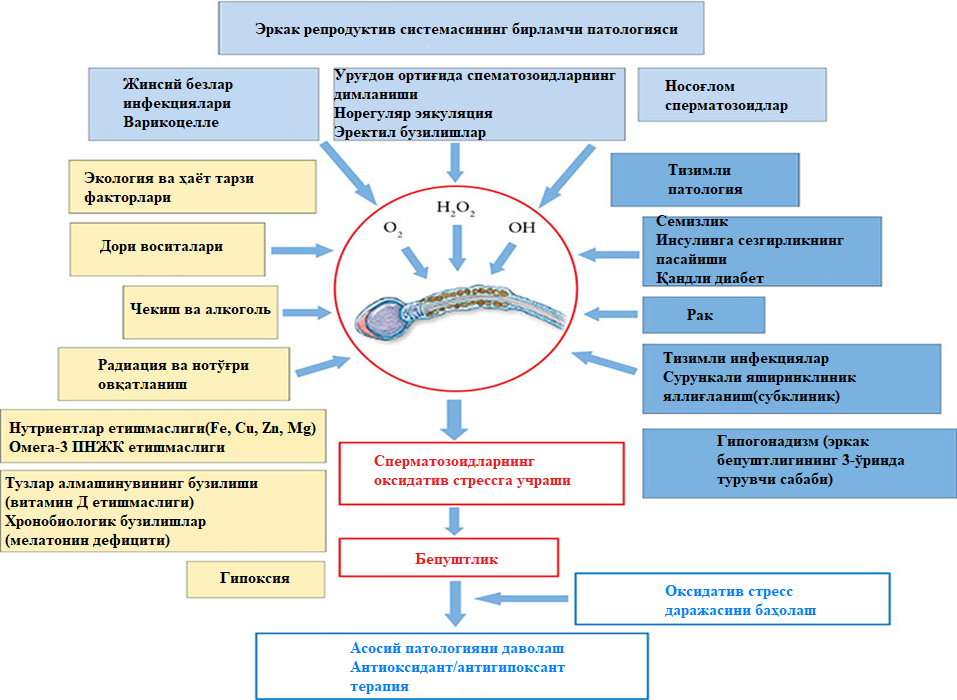 Эркак репродуктив системасининг бирламчи патологияси
Жинсий безлар
инфекциялари
Варикоцелле
Уруғдон ортиғида спематозоидларнинг
димланиши
Норегуляр эякуляция
Эректил бузилишлар
Носоғлом
сперматозоидлар
Экология ва ҳаёт тарзи
факторлари
Дори воситалари
Чекиш ва алкоголь
Радиация ва нотўғри
овқатланиш
Нутриентлар етишмаслиги(Fe, Cu, Zn, Mg)
Омега-3 ПНЖК етишмаслиги
Тузлар алмашинувининг бузилиши
(витамин Д етишмаслиги)
Хронобиологик бузилишлар
(мелатонин дефицити)
Гипоксия
O₂
H₂O₂
OH
Тизимли
патология
Семизлик
Инсулинга сезгирликнинг
пасайиши
Қандли диабет
Рак
Тизимли инфекциялар
Сурункали яширинклиник
яллиғланиш(субклиник)
Гипогонадизм (эркак
бепуштлигининг 3-ўринда
турувчи сабаби)
Сперматозоидларнинг
оксидатив стрессга учраши
Бепуштлик
Оксидатив стресс
даражасини баҳолаш
Асосий патологияни даволаш
Антиоксидант/антигипоксант
терапия